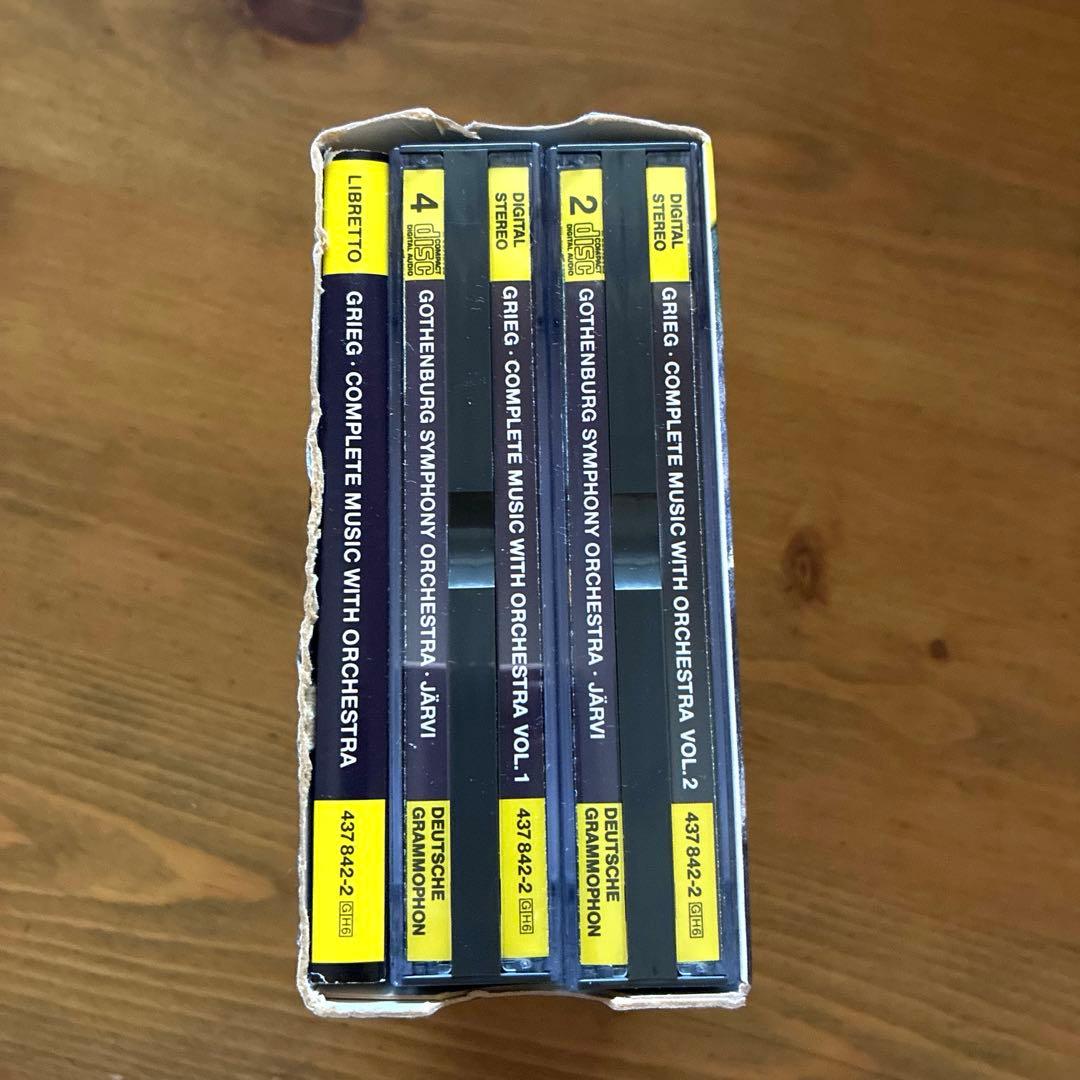 LIBRETTO
GRIEG · COMPLETE MUSIC WITH ORCHESTRA
437 842-2 GH6
4
COMPACT
disc
DIGITAL AUDIO
GOTHENBURG SYMPHONY ORCHESTRA · JÄRVI
DEUTSCHE
GRAMMOPHON
DIGITAL
STEREO
GRIEG · COMPLETE MUSIC WITH ORCHESTRA VOL.1
437 842-2 GH6
2
COMPACT
disc
DIGITAL AUDIO
GOTHENBURG SYMPHONY ORCHESTRA · JÄRVI
DEUTSCHE
GRAMMOPHON
DIGITAL
STEREO
GRIEG · COMPLETE MUSIC WITH ORCHESTRA VOL.2
437 842-2 GH6